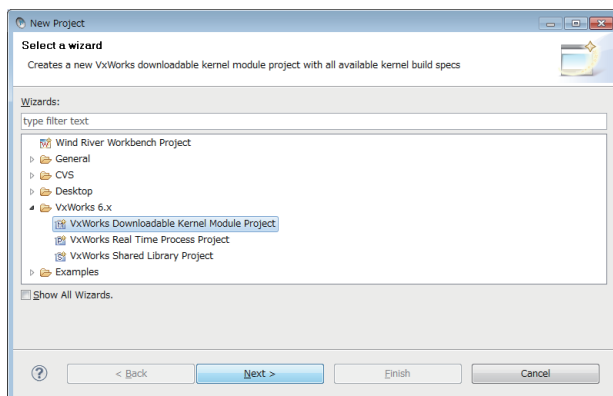 New Project
Select a wizard
Creates a new VxWorks downloadable kernel module project with all available kernel build specs
Wizards:
type filter text
Wind River Workbench Project
General
CVS
Desktop
VxWorks 6.x
VxWorks Downloadable Kernel Module Project
VxWorks Real Time Process Project
VxWorks Shared Library Project
Examples
Show All Wizards.
? < Back Next > Finish Cancel